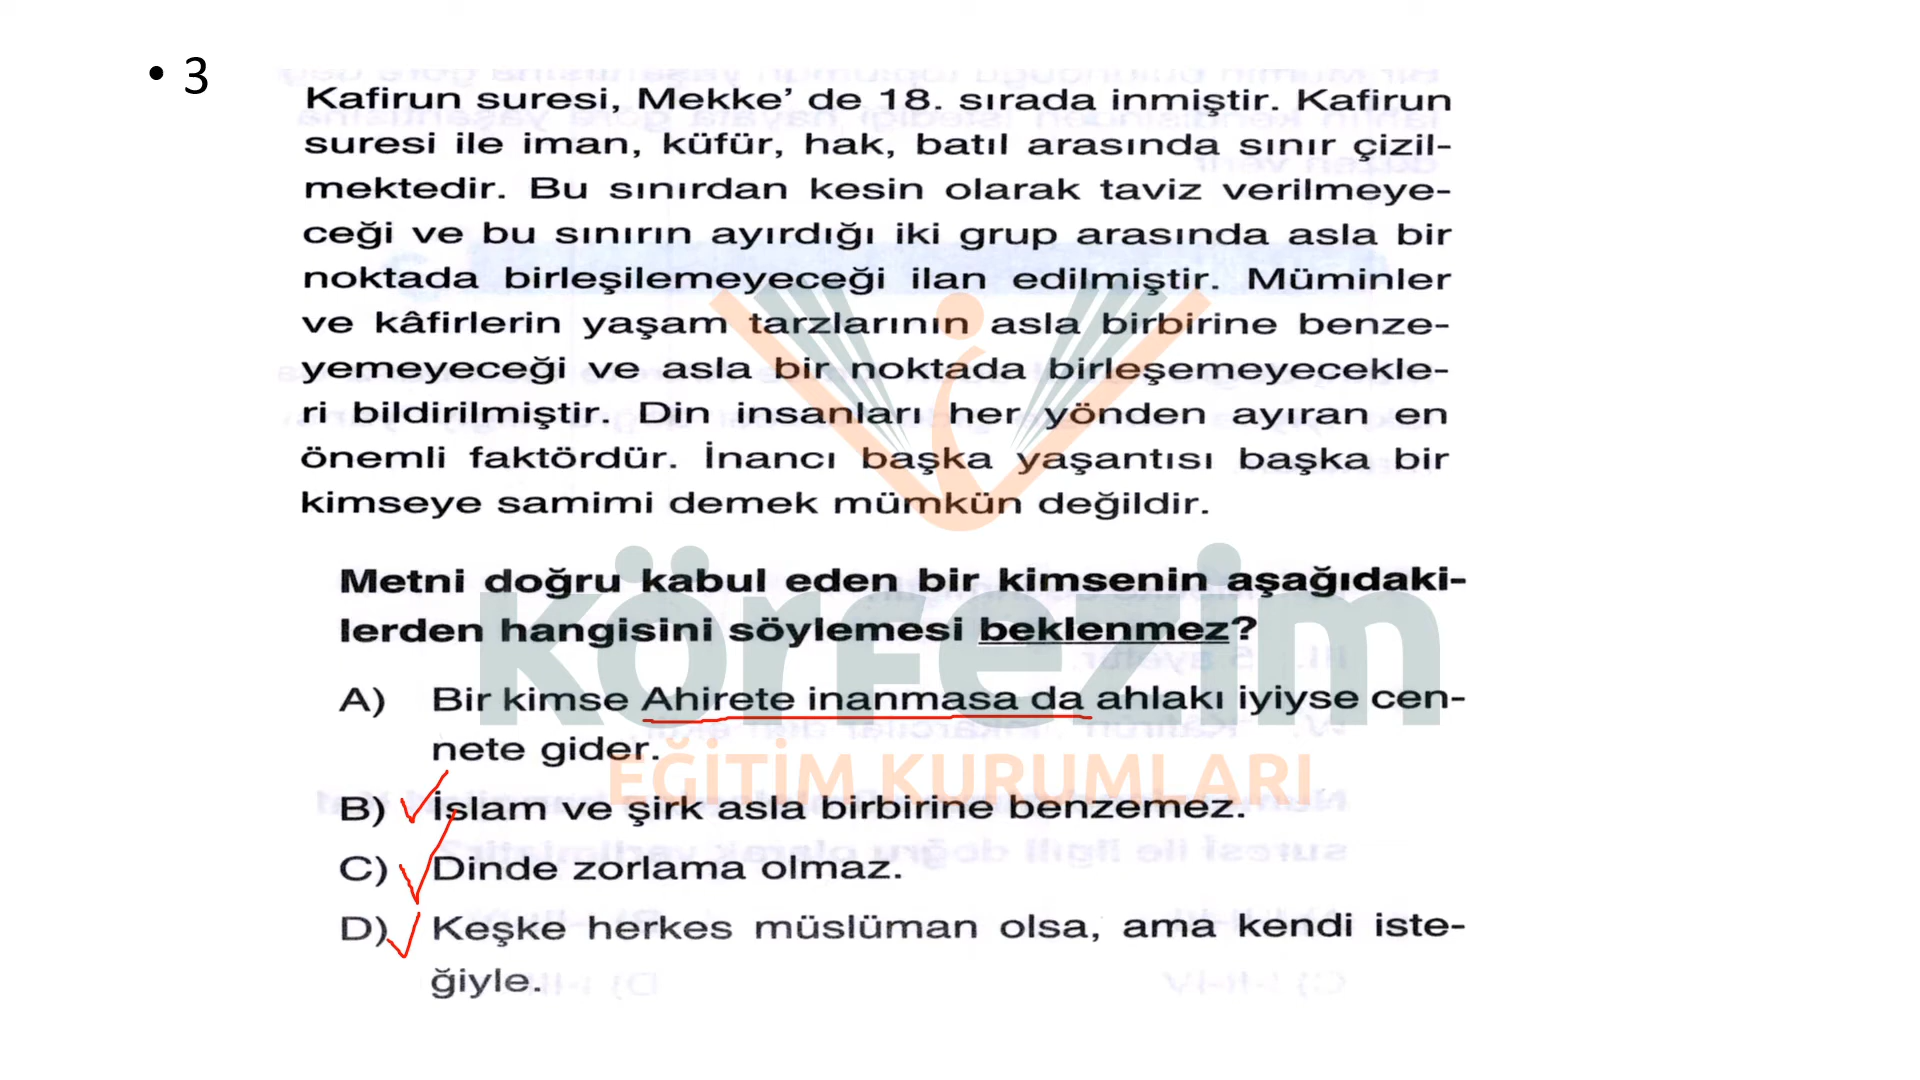 • 3
Kafirun suresi, Mekke’ de 18. sırada inmiştir. Kafirun
suresi ile iman, küfür, hak, batıl arasında sınır çizil-
mektedir. Bu sınırdan kesin olarak taviz verilmeye-
ceği ve bu sınırın ayırdığı iki grup arasında asla bir
noktada birleşilemeyeceği ilan edilmiştir. Müminler
ve kâfirlerin yaşam tarzlarının asla birbirine benze-
yemeyeceği ve asla bir noktada birleşemeyecekle-
ri bildirilmiştir. Din insanları her yönden ayıran en
önemli faktördür. İnancı başka yaşantısı başka bir
kimseye samimi demek mümkün değildir.
Metni doğru kabul eden bir kimsenin aşağıdaki-
lerden hangisini söylemesi beklenmez?
A) Bir kimse Ahirete inanmasa da ahlakı iyiyse cen-
nete gider.
B) İslam ve şirk asla birbirine benzemez.
C) Dinde zorlama olmaz.
D) Keşke herkes müslüman olsa, ama kendi iste-
ğiyle.
KÖRFEZİM
EĞİTİM KURUMLARI